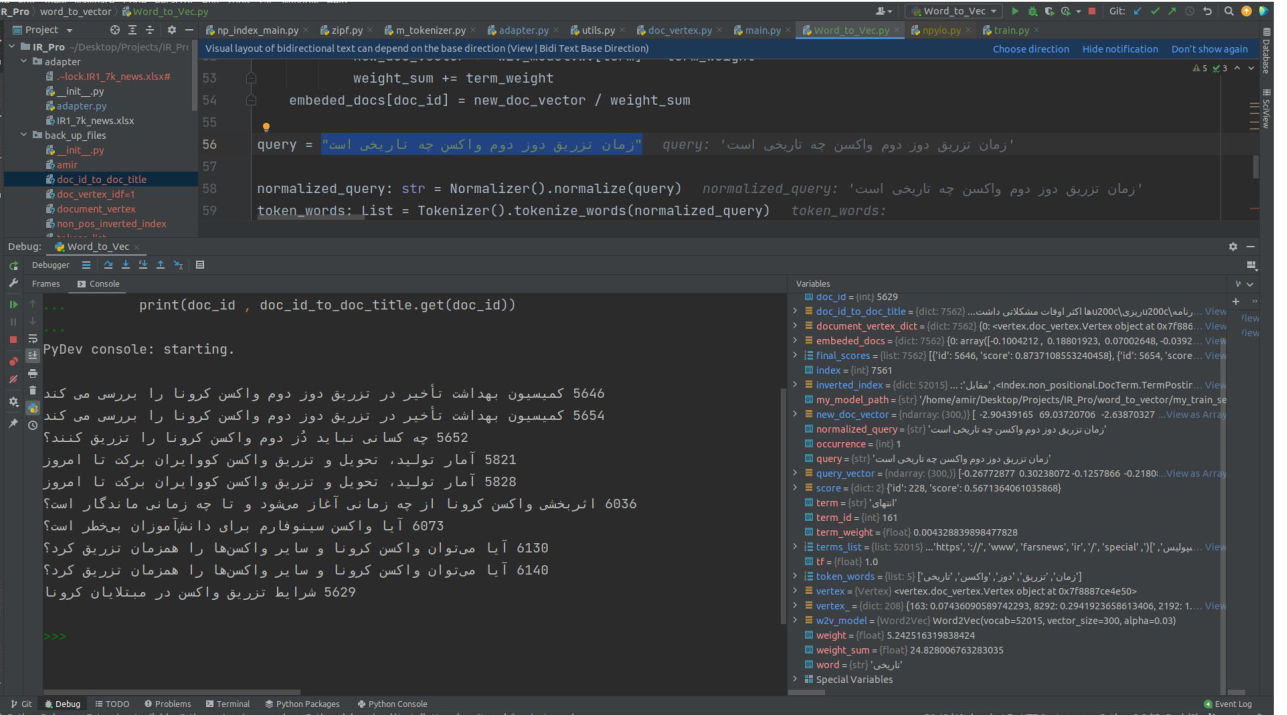 IR_Pro › word_vector › Word_to_Vec.py
Word_to_Vec
Git:
Project
np_index_main.py
zipf.py
m_tokenizer.py
adapter.py
utils.py
doc_vertex.py
main.py
Word_to_Vec.py
npyio.py
train.py
IR_Pro ~/Desktop/Projects/IR_Pr
adapter
.~lock.IR1_7k_news.xlsx#
__init__.py
adapter.py
IR1_7k_news.xlsx
back_up_files
__init__.py
amir
doc_id_to_doc_title
doc_vertex_idf=1
document_vertex
non_pos_inverted_index
Visual layout of bidirectional text can depend on the base direction (View | Bidi Text Base Direction)
Choose direction Hide notification Don't show again
5 3
53 weight_sum += term_weight
54 embeded_docs[doc_id] = new_doc_vector / weight_sum
55
56 query = "زمان تزریق دوز دوم واکسن چه تاریخی است" query: 'زمان تزریق دوز دوم واکسن چه تاریخی است'
57
58 normalized_query: str = Normalizer().normalize(query) normalized_query: 'زمان تزریق دوز دوم واکسن چه تاریخی است'
59 token_words: List = Tokenizer().tokenize_words(normalized_query) token_words:
Database
SciView
Debug: Word_to_Vec
Debugger
Frames Console
... print(doc_id , doc_id_to_doc_title.get(doc_id))
...
PyDev console: starting.
5646 کمیسیون بهداشت تأخیر در تزریق دوز دوم واکسن کرونا را بررسی می کند
5654 کمیسیون بهداشت تأخیر در تزریق دوز دوم واکسن کرونا را بررسی می کند
5652 چه کسانی نباید دُز دوم واکسن کرونا را تزریق کنند؟
5821 آمار تولید، تحویل و تزریق واکسن کووایران برکت تا امروز
5828 آمار تولید، تحویل و تزریق واکسن کووایران برکت تا امروز
6036 اثربخشی واکسن کرونا از چه زمانی آغاز می‌شود و تا چه زمانی ماندگار است؟
6073 آیا واکسن سینوفارم برای دانش‌آموزان بی‌خطر است؟
6130 آیا می‌توان واکسن کرونا و سایر واکسن‌ها را همزمان تزریق کرد؟
6140 آیا می‌توان واکسن کرونا و سایر واکسن‌ها را همزمان تزریق کرد؟
5629 شرایط تزریق واکسن در مبتلایان کرونا
>>>
Variables
doc_id = {int} 5629
doc_id_to_doc_title = {dict: 7562} ...رنامه\u200cریزی\u200cها اکثر اوقات مشکلاتی داشت... View
document_vertex_dict = {dict: 7562} {0: <vertex.doc_vertex.Vertex object at 0x7f886... View
embeded_docs = {dict: 7562} {0: array([-0.1004212 , 0.18801923, 0.07002648, -0.0392... View
final_scores = {list: 7562} [{'id': 5646, 'score': 0.8737108553240458}, {'id': 5654, 'score... View
index = {int} 7561
inverted_index = {dict: 52015} {'مقابل': <Index.non_positional.DocTerm.TermPostir... View
my_model_path = {str} '/home/amir/Desktop/Projects/IR_Pro/word_to_vector/my_train_se
new_doc_vector = {ndarray: (300,)} [ -2.90439165 69.03720706 -2.63870327 ...View as Array
normalized_query = {str} 'زمان تزریق دوز دوم واکسن چه تاریخی است'
occurrence = {int} 1
query = {str} 'زمان تزریق دوز دوم واکسن چه تاریخی است'
query_vector = {ndarray: (300,)} [-0.26772877 0.30238072 -0.1257866 -0.2180...View as Array
score = {dict: 2} {'id': 228, 'score': 0.5671364061035868}
term = {str} 'انتهای'
term_id = {int} 161
term_weight = {float} 0.004328839898477828
terms_list = {list: 52015} ...'https', '://', 'www', 'farsnews', 'ir', '/', 'special' View
tf = {float} 1.0
token_words = {list: 5} ['زمان', 'تزریق', 'دوز', 'واکسن', 'تاریخی']
vertex = {Vertex} <vertex.doc_vertex.Vertex object at 0x7f8887ce4e50>
vertex_ = {dict: 208} {163: 0.07436090589742293, 8292: 0.2941923658613406, 2192: 1.... View
w2v_model = {Word2Vec} Word2Vec(vocab=52015, vector_size=300, alpha=0.03)
weight = {float} 5.242516319838424
weight_sum = {float} 24.828006763283035
word = {str} 'تاریخی'
Special Variables
Git Debug TODO Problems Terminal Python Packages Python Console
Event Log